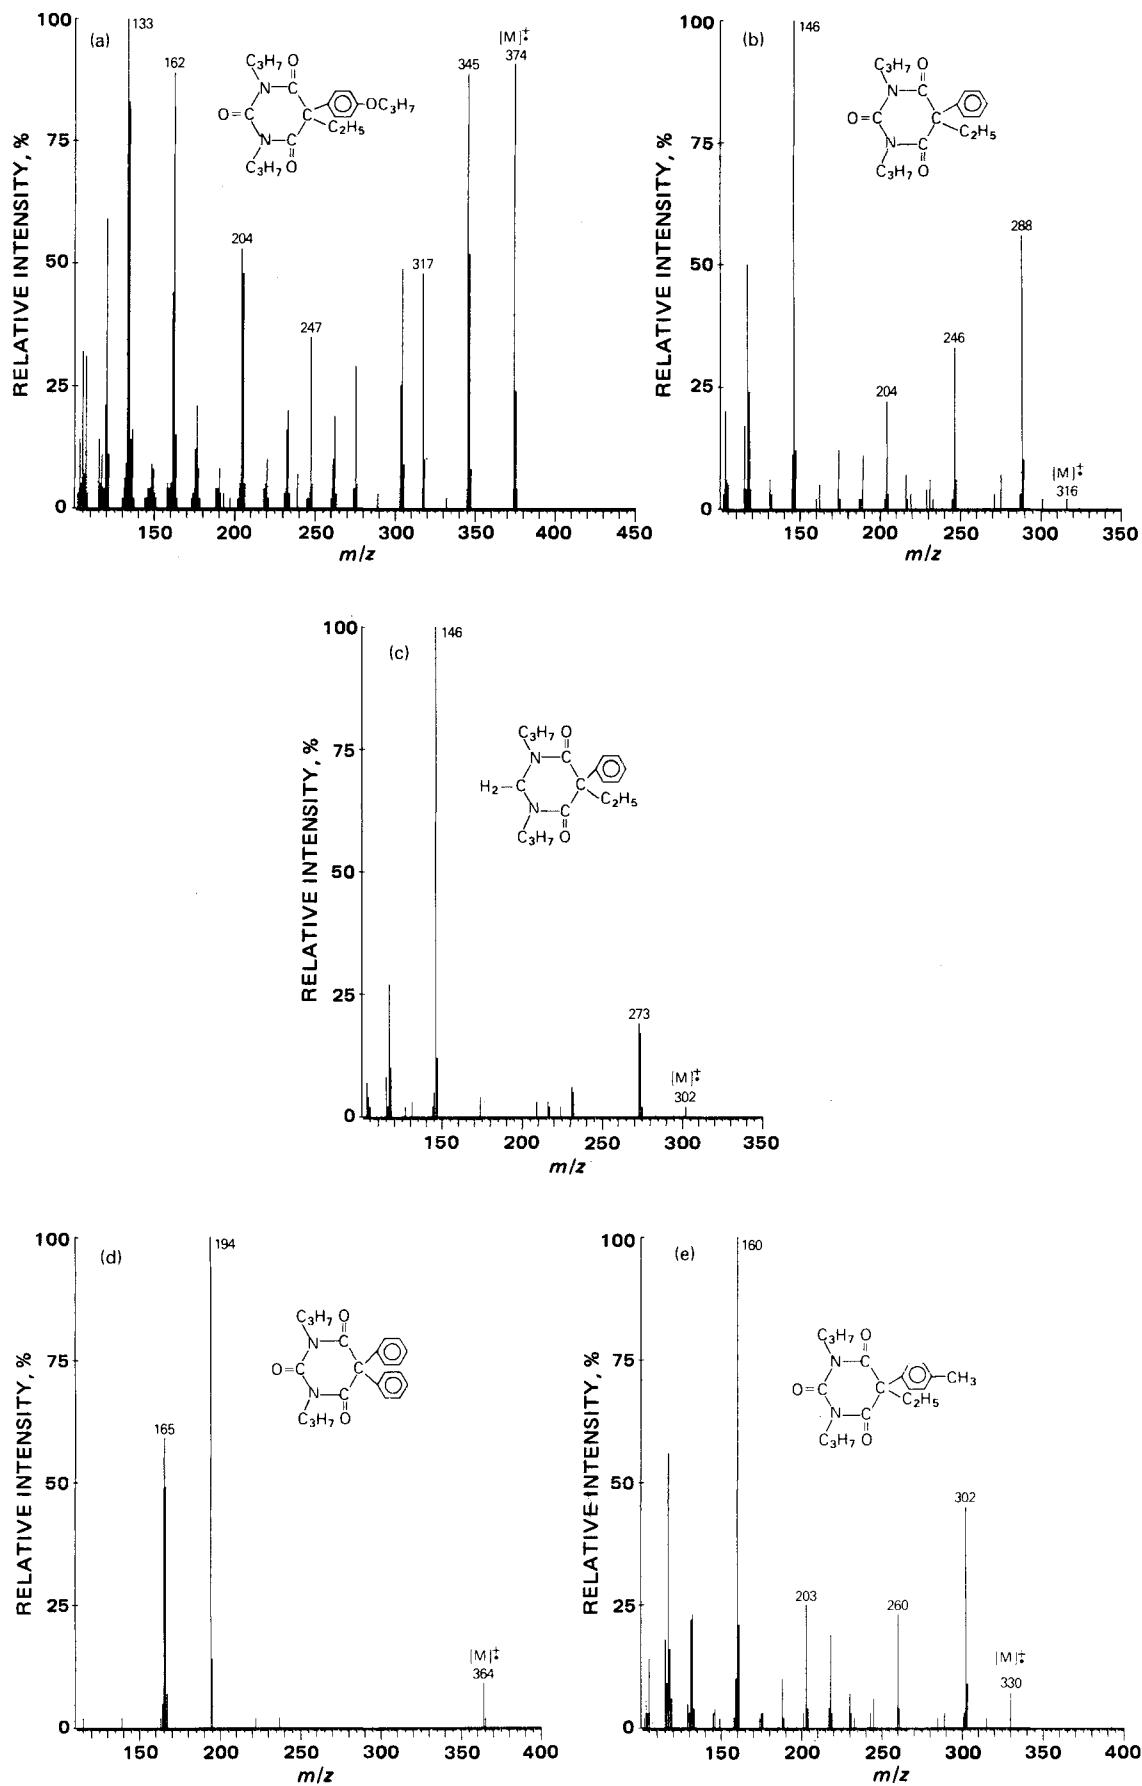 (a)
RELATIVE INTENSITY, %
100
75
50
25
0
133
162
204
247
317
345
[M]+•
374
C3H7 O
N C
O=C C OC3H7
C2H5
N C
C3H7 O
150 200 250 300 350 400 450
m/z
(b)
RELATIVE INTENSITY, %
100
75
50
25
0
146
204
246
288
[M]+•
316
C3H7 O
N C
O=C C
C2H5
N C
C3H7 O
150 200 250 300 350
m/z
(c)
RELATIVE INTENSITY, %
100
75
50
25
0
146
273
[M]+•
302
C3H7 O
N C
H2—C C
C2H5
N C
C3H7 O
150 200 250 300 350
m/z
(d)
RELATIVE INTENSITY, %
100
75
50
25
0
165
194
[M]+•
364
C3H7 O
N C
O=C C
N C
C3H7 O
150 200 250 300 350 400
m/z
(e)
RELATIVE INTENSITY, %
100
75
50
25
0
160
203
260
302
[M]+•
330
C3H7 O
N C
O=C C CH3
C2H5
N C
C3H7 O
150 200 250 300 350 400
m/z